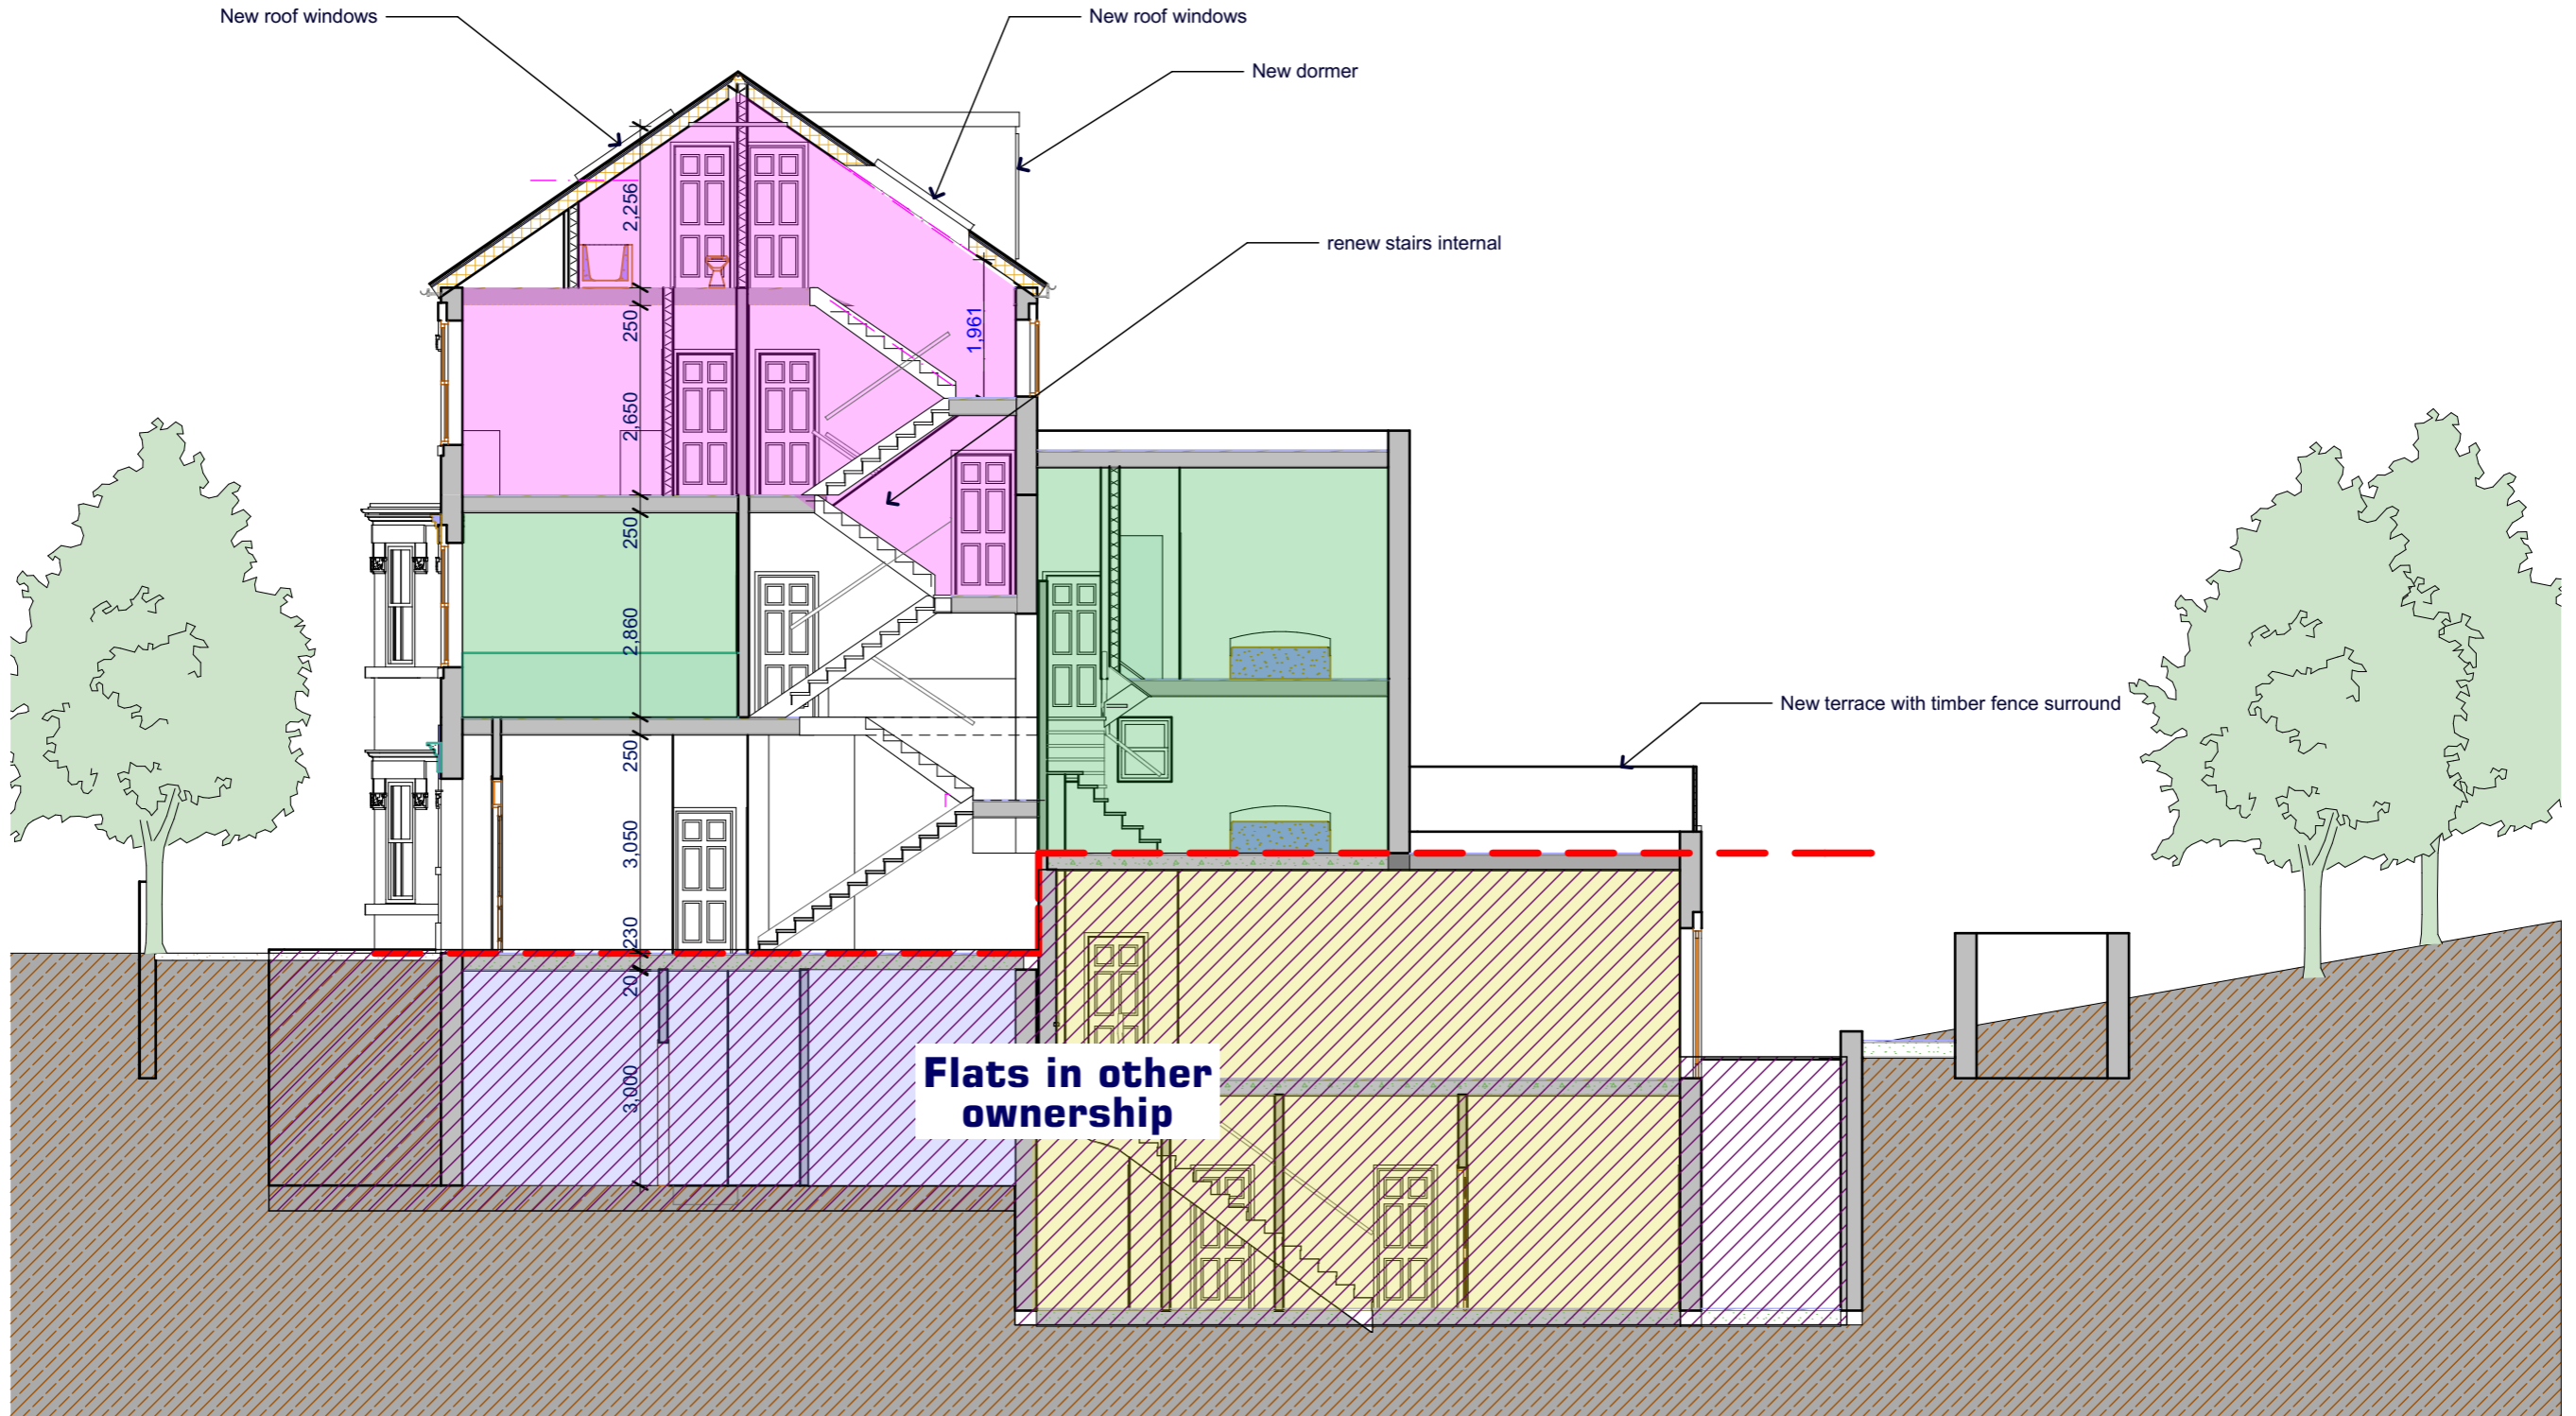 New roof windows
New roof windows
New dormer
2,256
renew stairs internal
250
1,961
2,650
250
2,860
New terrace with timber fence surround
250
3,050
230
20
3,000
Flats in other
ownership